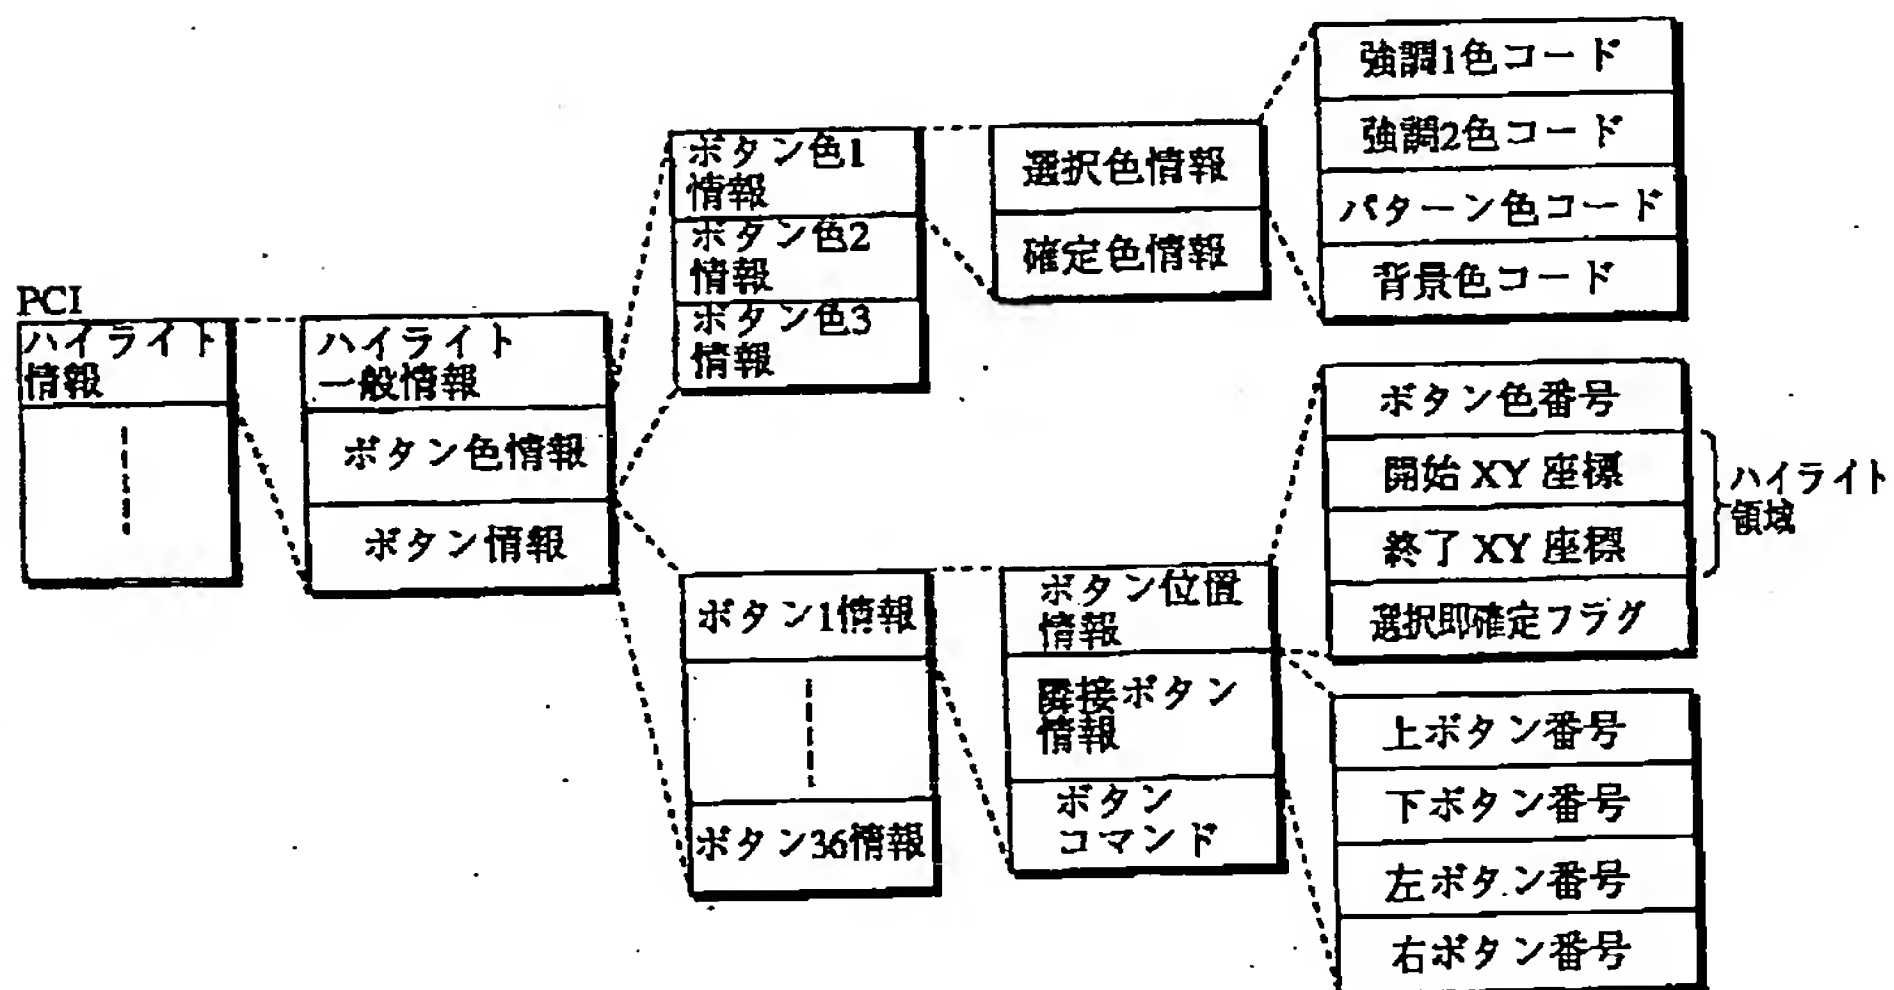 PCI
ハイライト
情報
ハイライト
一般情報
ボタン色情報
ボタン情報
ボタン色1
情報
ボタン色2
情報
ボタン色3
情報
選択色情報
確定色情報
強調1色コード
強調2色コード
パターン色コード
背景色コード
ボタン1情報
ボタン36情報
ボタン位置
情報
隣接ボタン
情報
ボタン
コマンド
ボタン色番号
開始 XY 座標
終了 XY 座標
選択即確定フラグ
ハイライト
領域
上ボタン番号
下ボタン番号
左ボタン番号
右ボタン番号